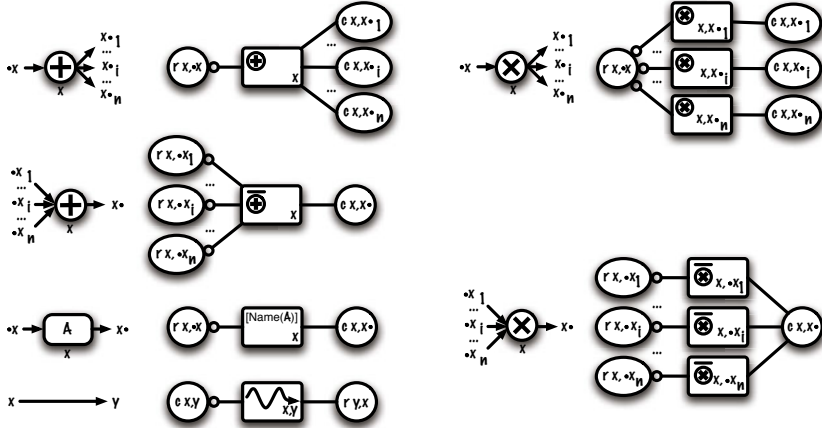 •x
x
x•1
...
x•i
...
x•n
r x,•x
x
...
...
c x,x•1
c x,x•i
c x,x•n
•x
x
x•1
...
x•i
...
x•n
r x,•x
...
...
x,x•1
x,x•i
x,x•n
c x,x•1
c x,x•i
c x,x•n
•x1
...
•xi
...
•xn
x
x•
r x,•x1
...
r x,•xi
...
r x,•xn
x
c x,x•
•x1
...
•xi
...
•xn
x
x•
r x,•x1
...
r x,•xi
...
r x,•xn
x,•x1
x,•xi
x,•xn
c x,x•
•x
A
x
x•
r x,•x
[Name(A)]
x
c x,x•
x
y
c x,y
x,y
r y,x